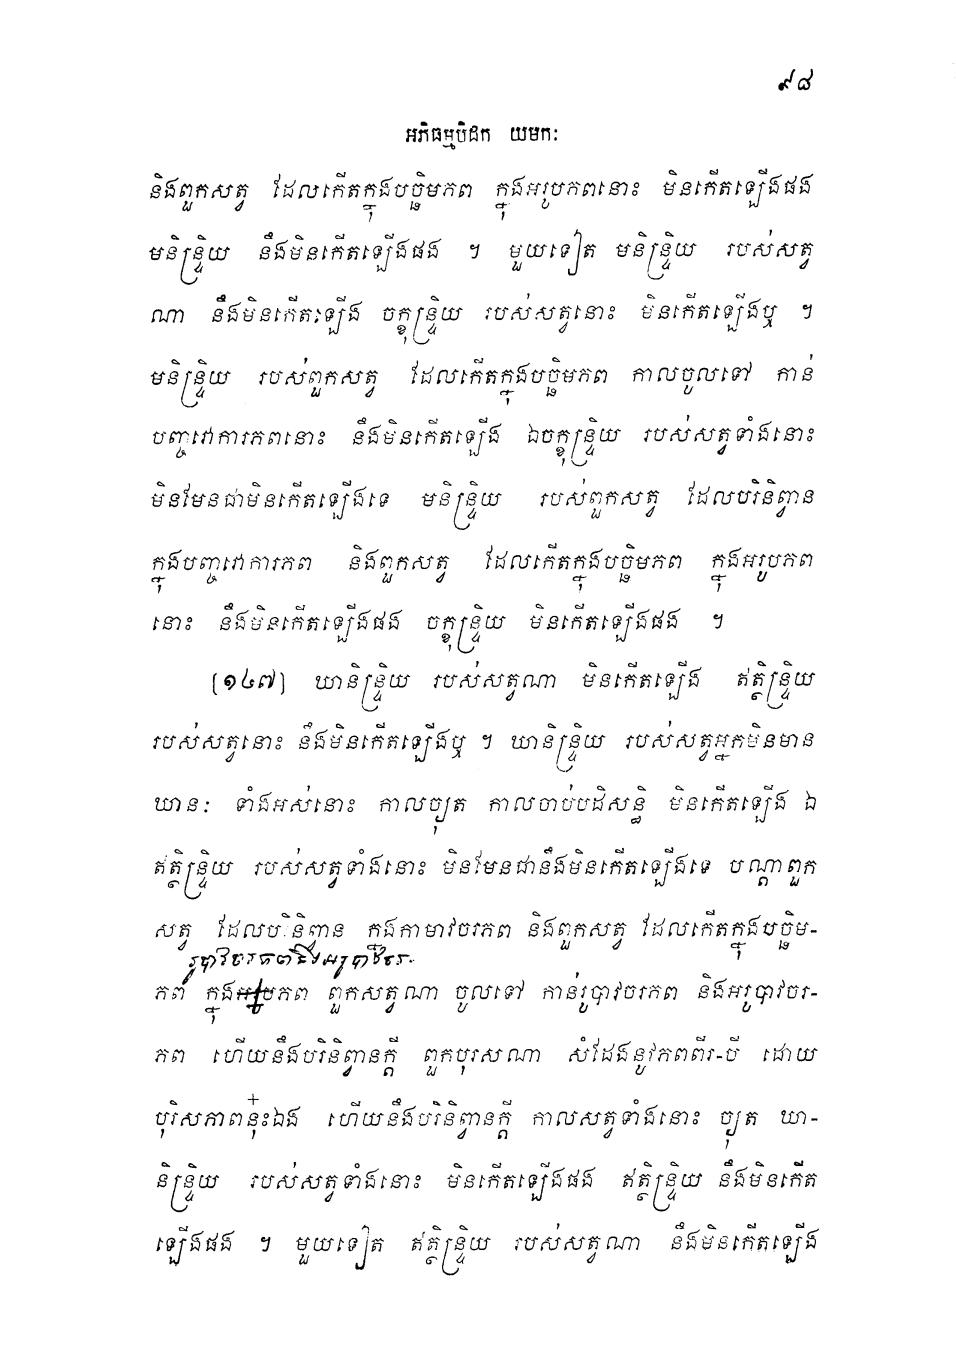 ៩៨
អភិធម្មបិដក យមកៈ
និងពួកសត្វ ដែលកើតក្នុងបច្ឆិមភព ក្នុងអរូបភពនោះ មិនកើតឡើងផង
មនិន្ទ្រិយ នឹងមិនកើតឡើងផង ។ មួយទៀត មនិន្ទ្រិយ របស់សត្វ
ណា នឹងមិនកើតឡើង ចក្ខុន្ទ្រិយ របស់សត្វនោះ មិនកើតឡើងឬ ។
មនិន្ទ្រិយ របស់ពួកសត្វ ដែលកើតក្នុងបច្ឆិមភព កាលចូលទៅ កាន់
បញ្ចវោការភពនោះ នឹងមិនកើតឡើង ឯចក្ខុន្ទ្រិយ របស់សត្វទាំងនោះ
មិនមែនជាមិនកើតឡើងទេ មនិន្ទ្រិយ របស់ពួកសត្វ ដែលបរិនិព្វាន
ក្នុងបញ្ចវោការភព និងពួកសត្វ ដែលកើតក្នុងបច្ឆិមភព ក្នុងអរូបភព
នោះ នឹងមិនកើតឡើងផង ចក្ខុន្ទ្រិយ មិនកើតឡើងផង ។
[១៤៧] ឃានិន្ទ្រិយ របស់សត្វណា មិនកើតឡើង ឥត្ថិន្ទ្រិយ
របស់សត្វនោះ នឹងមិនកើតឡើងឬ ។ ឃានិន្ទ្រិយ របស់សត្វអ្នកមិនមាន
ឃានៈ ទាំងអស់នោះ កាលច្យុត កាលចាប់បដិសន្ធិ មិនកើតឡើង ឯ
ឥត្ថិន្ទ្រិយ របស់សត្វទាំងនោះ មិនមែនជានឹងមិនកើតឡើងទេ បណ្តាពួក
សត្វ ដែលបរិនិព្វាន ក្នុងកាមាវចរភព និងពួកសត្វ ដែលកើតក្នុងបច្ឆិម-
រូបាវចរភពនិងអរូបាវចរ-
ភព ក្នុងអរូបភព ពួកសត្វណា ចូលទៅ កាន់រូបាវចរភព និងអរូបាវចរ-
ភព ហើយនឹងបរិនិព្វានក្តី ពួកបុរសណា សំដែងនូវភពពីរ-បី ដោយ
បុរិសភាពនុ៎ះឯង ហើយនឹងបរិនិព្វានក្តី កាលសត្វទាំងនោះ ច្យុត ឃា-
និន្ទ្រិយ របស់សត្វទាំងនោះ មិនកើតឡើងផង ឥត្ថិន្ទ្រិយ នឹងមិនកើត
ឡើងផង ។ មួយទៀត ឥត្ថិន្ទ្រិយ របស់សត្វណា នឹងមិនកើតឡើង